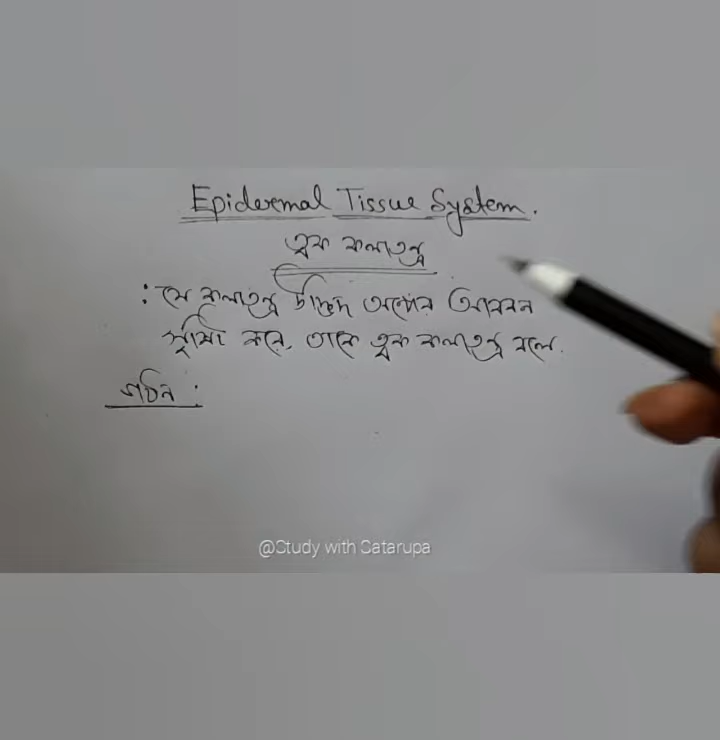 Epidermal Tissue System.
ত্বক কলাতন্ত্র
: যে কলাতন্ত্র উদ্ভিদ অঙ্গের আবরন
সৃষ্টি করে, তাকে ত্বক কলাতন্ত্র বলে.
গঠন :
@Study with Satarupa